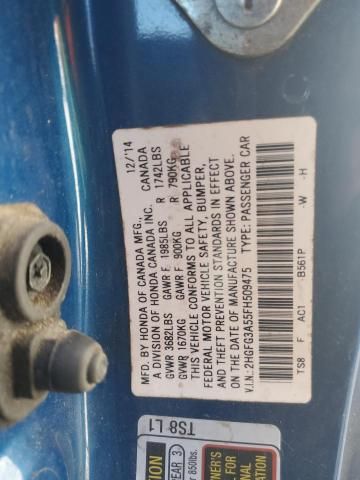 MFD. BY HONDA OF CANADA MFG., 12/'14
A DIVISION OF HONDA CANADA INC. CANADA
GVWR 3682LBS GAWR F 1985LBS R 1742LBS
GVWR 1670KG GAWR F 900KG R 790KG
THIS VEHICLE CONFORMS TO ALL APPLICABLE
FEDERAL MOTOR VEHICLE SAFETY, BUMPER,
AND THEFT PREVENTION STANDARDS IN EFFECT
ON THE DATE OF MANUFACTURE SHOWN ABOVE.
V.I.N.: 2HGFG3A55FH509475 TYPE: PASSENGER CAR
TS8 F AC1 B561P -W -H
TS8 L1
YEAR 3
850lbs.